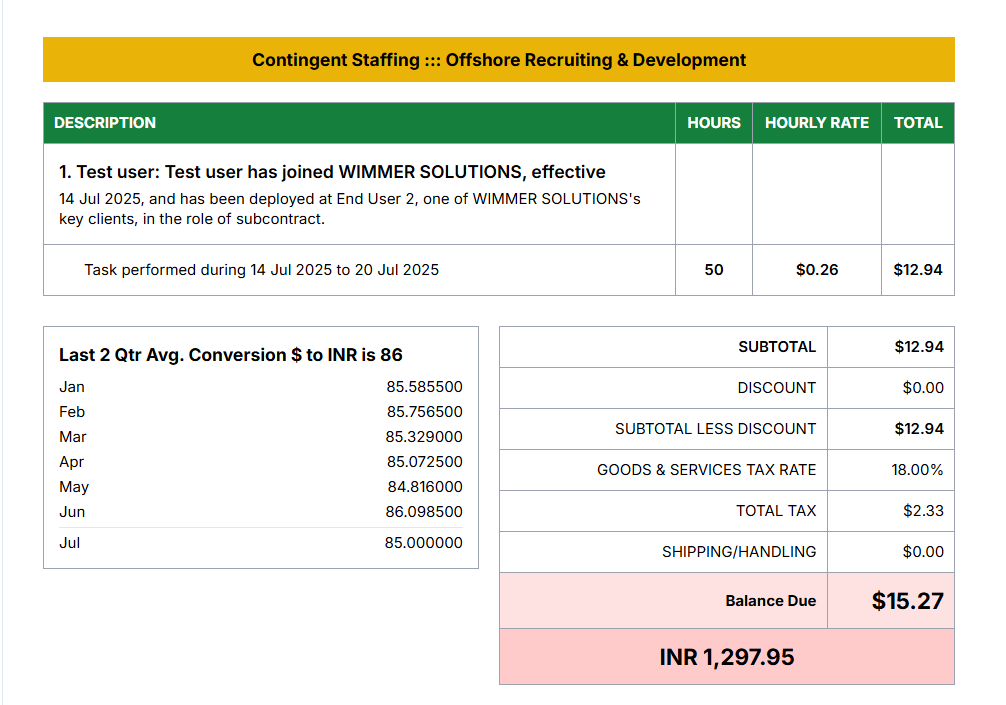 Contingent Staffing ::: Offshore Recruiting & Development
DESCRIPTION HOURS HOURLY RATE TOTAL
1. Test user: Test user has joined WIMMER SOLUTIONS, effective
14 Jul 2025, and has been deployed at End User 2, one of WIMMER SOLUTIONS's
key clients, in the role of subcontract.
Task performed during 14 Jul 2025 to 20 Jul 2025 50 $0.26 $12.94
Last 2 Qtr Avg. Conversion $ to INR is 86
Jan 85.585500
Feb 85.756500
Mar 85.329000
Apr 85.072500
May 84.816000
Jun 86.098500
Jul 85.000000
SUBTOTAL $12.94
DISCOUNT $0.00
SUBTOTAL LESS DISCOUNT $12.94
GOODS & SERVICES TAX RATE 18.00%
TOTAL TAX $2.33
SHIPPING/HANDLING $0.00
Balance Due $15.27
INR 1,297.95